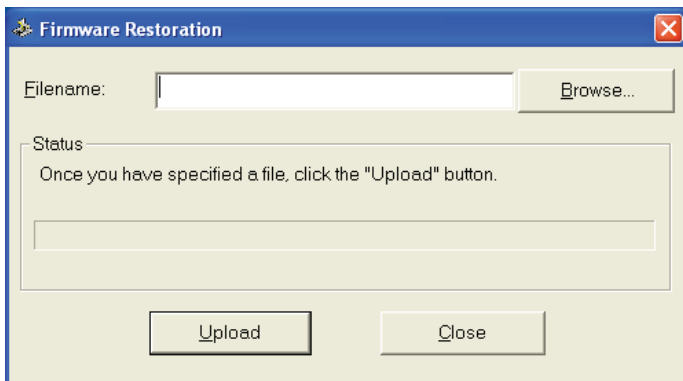 Firmware Restoration
Filename:
Browse...
Status
Once you have specified a file, click the "Upload" button.
Upload
Close